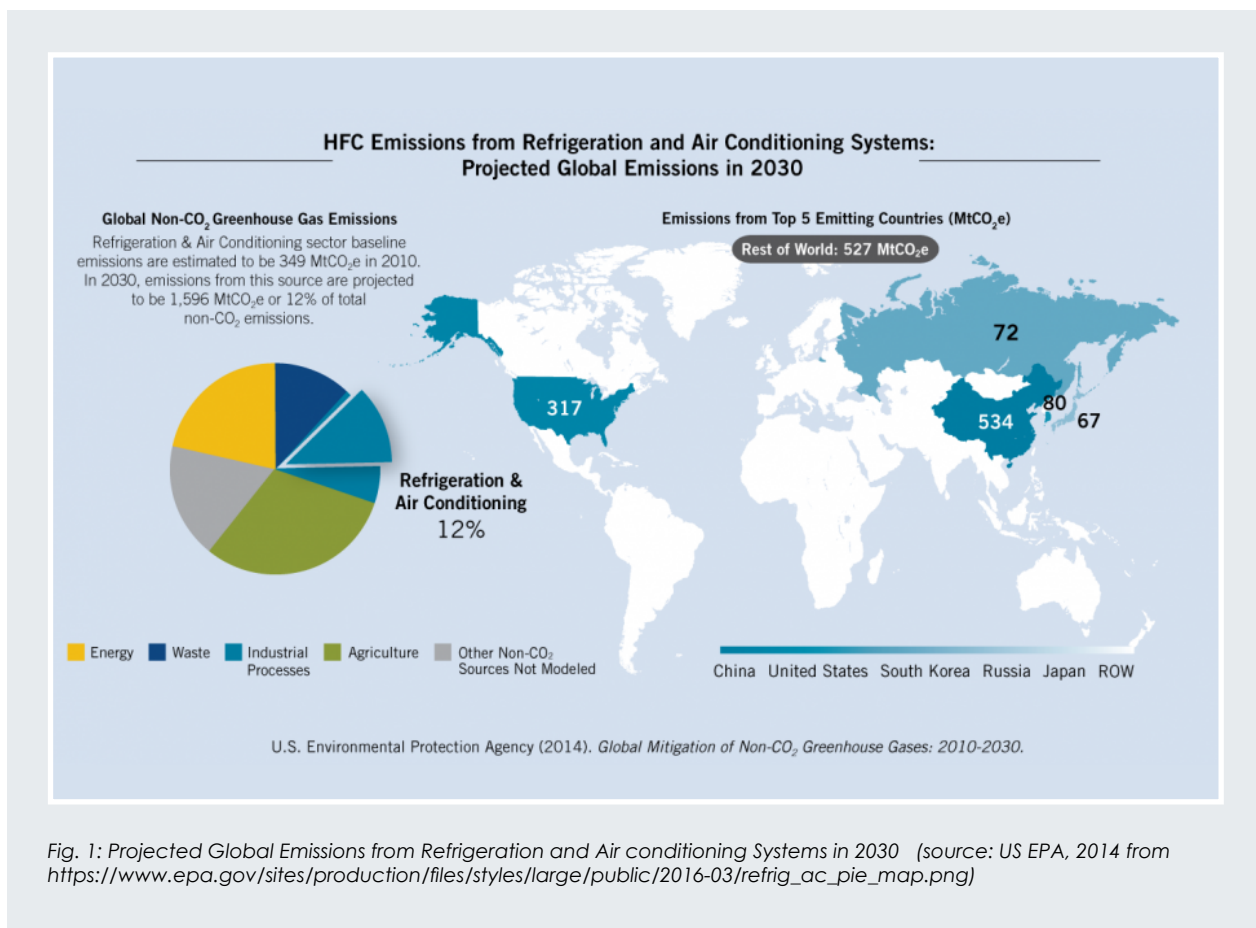 HFC Emissions from Refrigeration and Air Conditioning Systems:
Projected Global Emissions in 2030
Global Non-CO₂ Greenhouse Gas Emissions
Refrigeration & Air Conditioning sector baseline
emissions are estimated to be 349 MtCO₂e in 2010.
In 2030, emissions from this source are projected
to be 1,596 MtCO₂e or 12% of total
non-CO₂ emissions.
Refrigeration &
Air Conditioning
12%
Energy
Waste
Industrial
Processes
Agriculture
Other Non-CO₂
Sources Not Modeled
Emissions from Top 5 Emitting Countries (MtCO₂e)
Rest of World: 527 MtCO₂e
317
72
534
80
67
China United States South Korea Russia Japan ROW
U.S. Environmental Protection Agency (2014). Global Mitigation of Non-CO₂ Greenhouse Gases: 2010-2030.
Fig. 1: Projected Global Emissions from Refrigeration and Air conditioning Systems in 2030 (source: US EPA, 2014 from
https://www.epa.gov/sites/production/files/styles/large/public/2016-03/refrig_ac_pie_map.png)